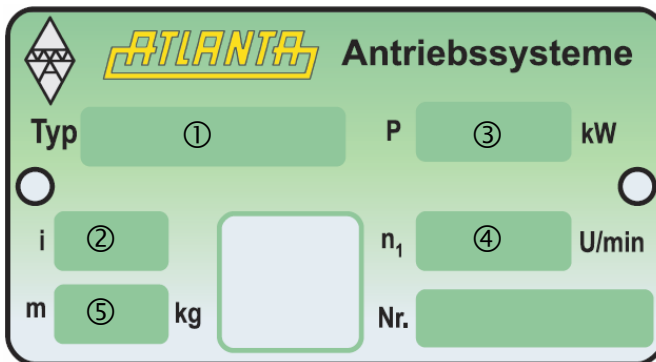 ATLANTA Antriebssysteme
Typ ① P ③ kW
i ② n₁ ④ U/min
m ⑤ kg Nr.